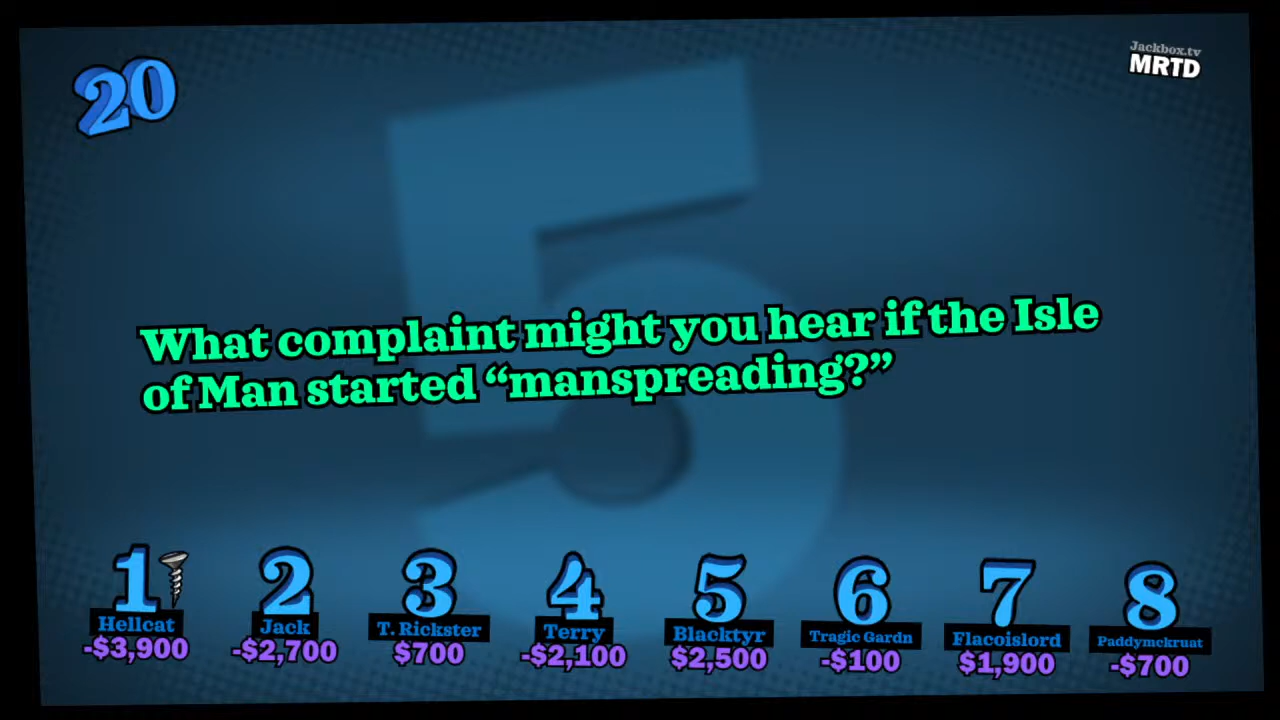 20
Jackbox.tv
MRTD
What complaint might you hear if the Isle
of Man started “manspreading?”
1 2 3 4 5 6 7 8
Hellcat Jack T. Rickster Terry Blacktyr Tragic Gardn Flacoislord Paddymckruat
-$3,900 -$2,700 $700 -$2,100 $2,500 -$100 $1,900 -$700
5